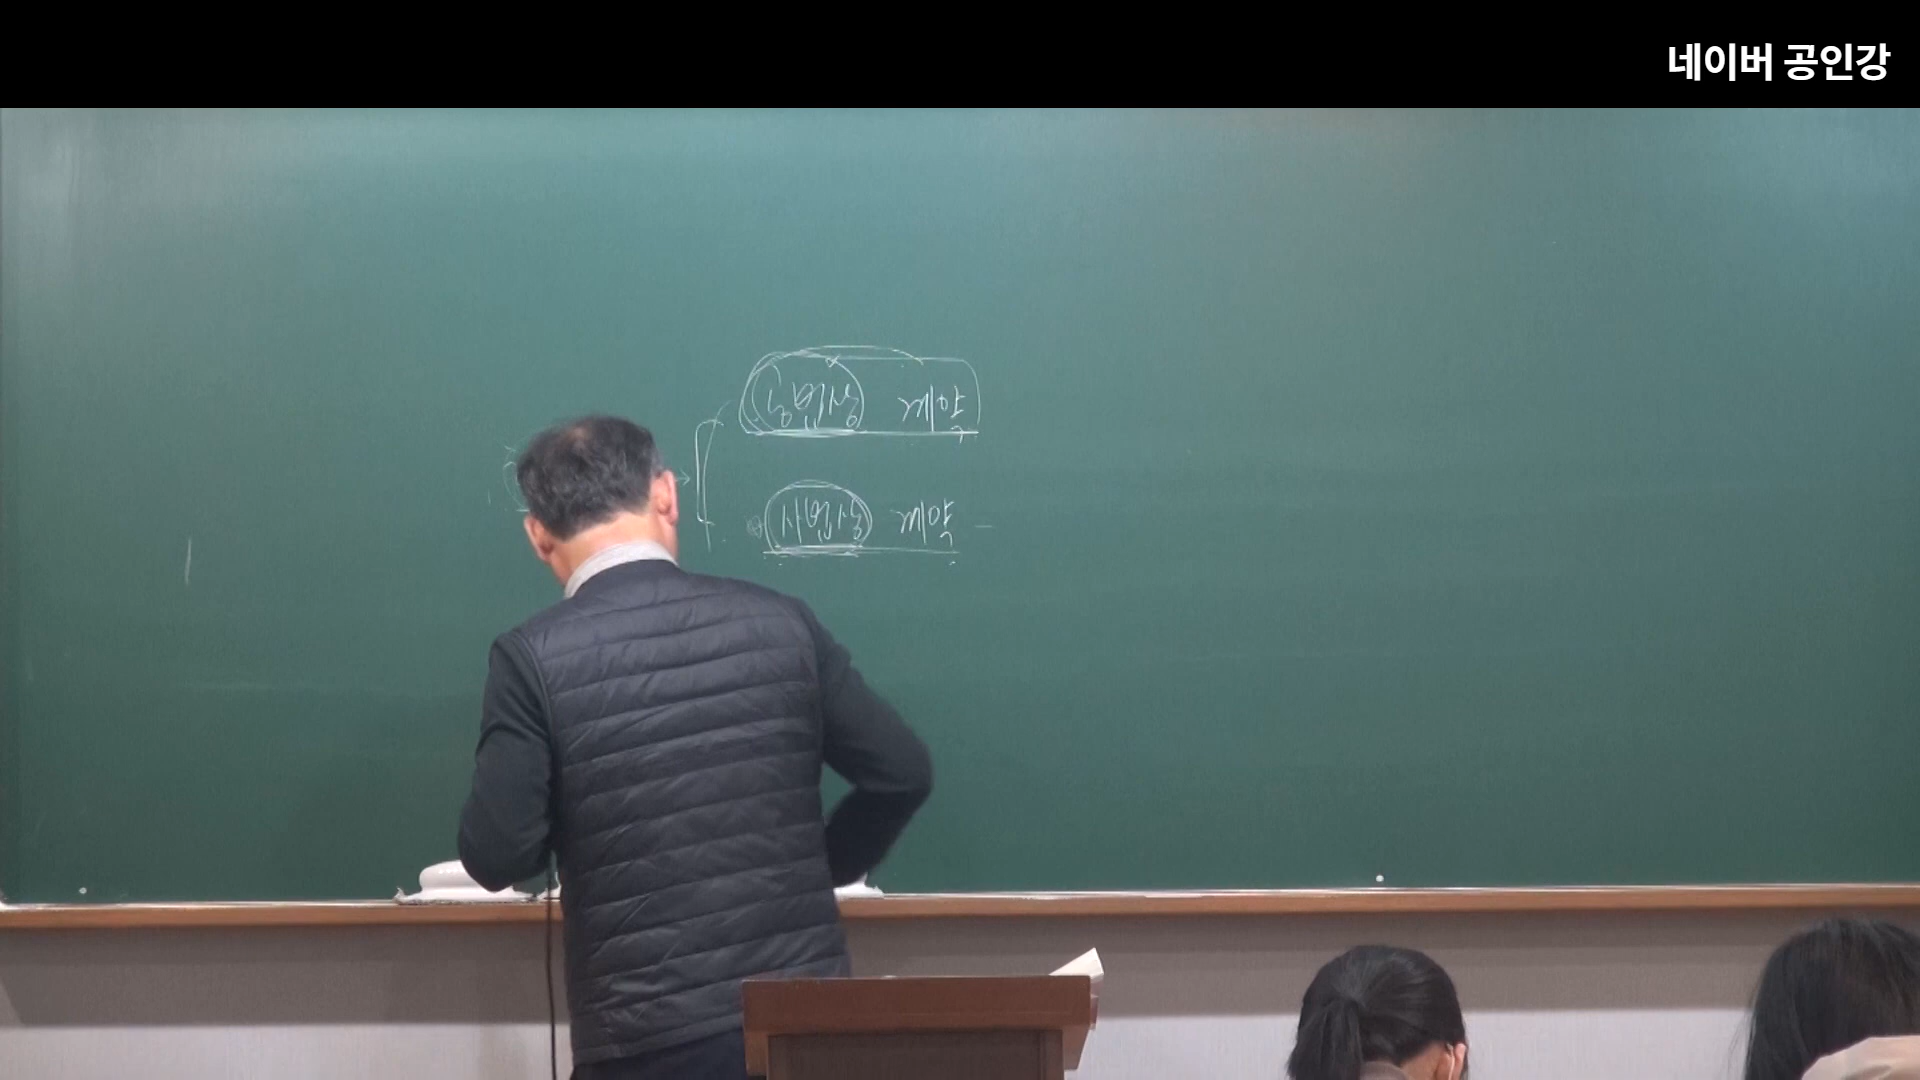 네이버 공인강
공법상 계약
사법상 계약